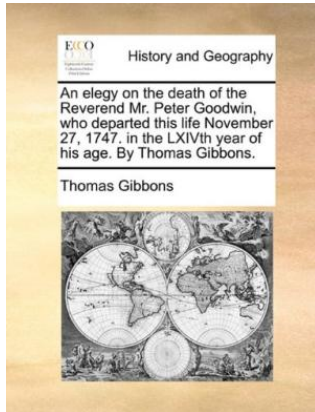 ECCO
History and Geography
An elegy on the death of the
Reverend Mr. Peter Goodwin,
who departed this life November
27, 1747. in the LXIVth year of
his age. By Thomas Gibbons.
Thomas Gibbons